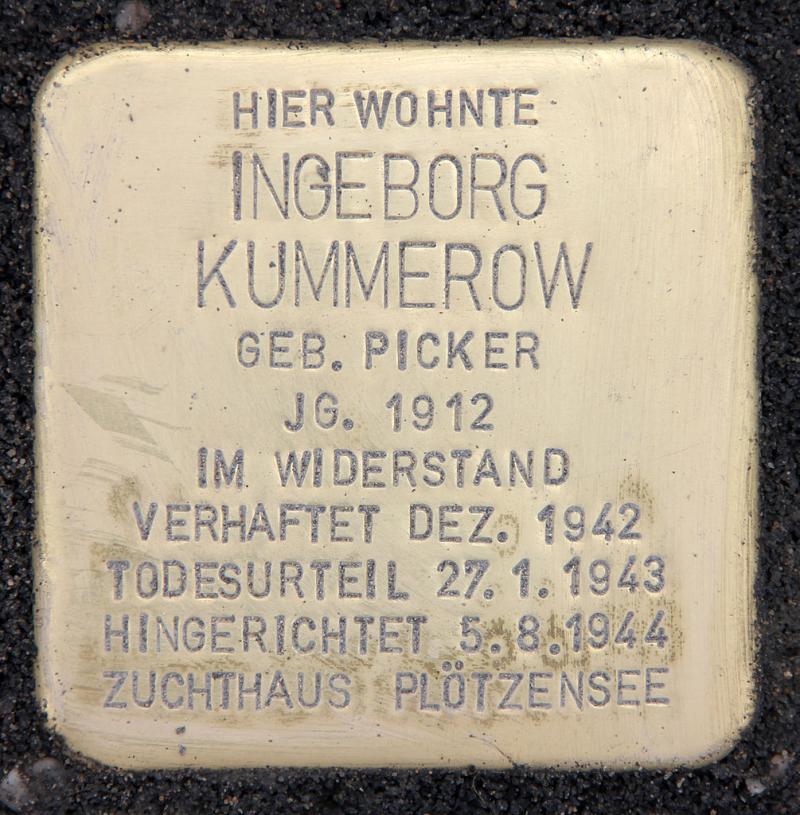 HIER WOHNTE
INGEBORG
KUMMEROW
GEB. PICKER
JG. 1912
IM WIDERSTAND
VERHAFTET DEZ. 1942
TODESURTEIL 27.1.1943
HINGERICHTET 5.8.1944
ZUCHTHAUS PLÖTZENSEE